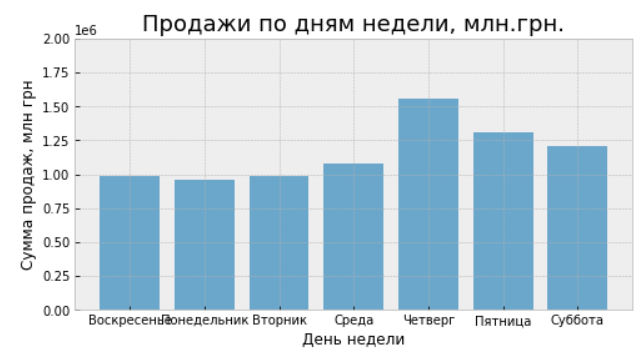 Продажи по дням недели, млн.грн.
1e6
2.00
1.75
1.50
1.25
1.00
0.75
0.50
0.25
0.00
Сумма продаж, млн грн
Воскресенье Понедельник Вторник Среда Четверг Пятница Суббота
День недели